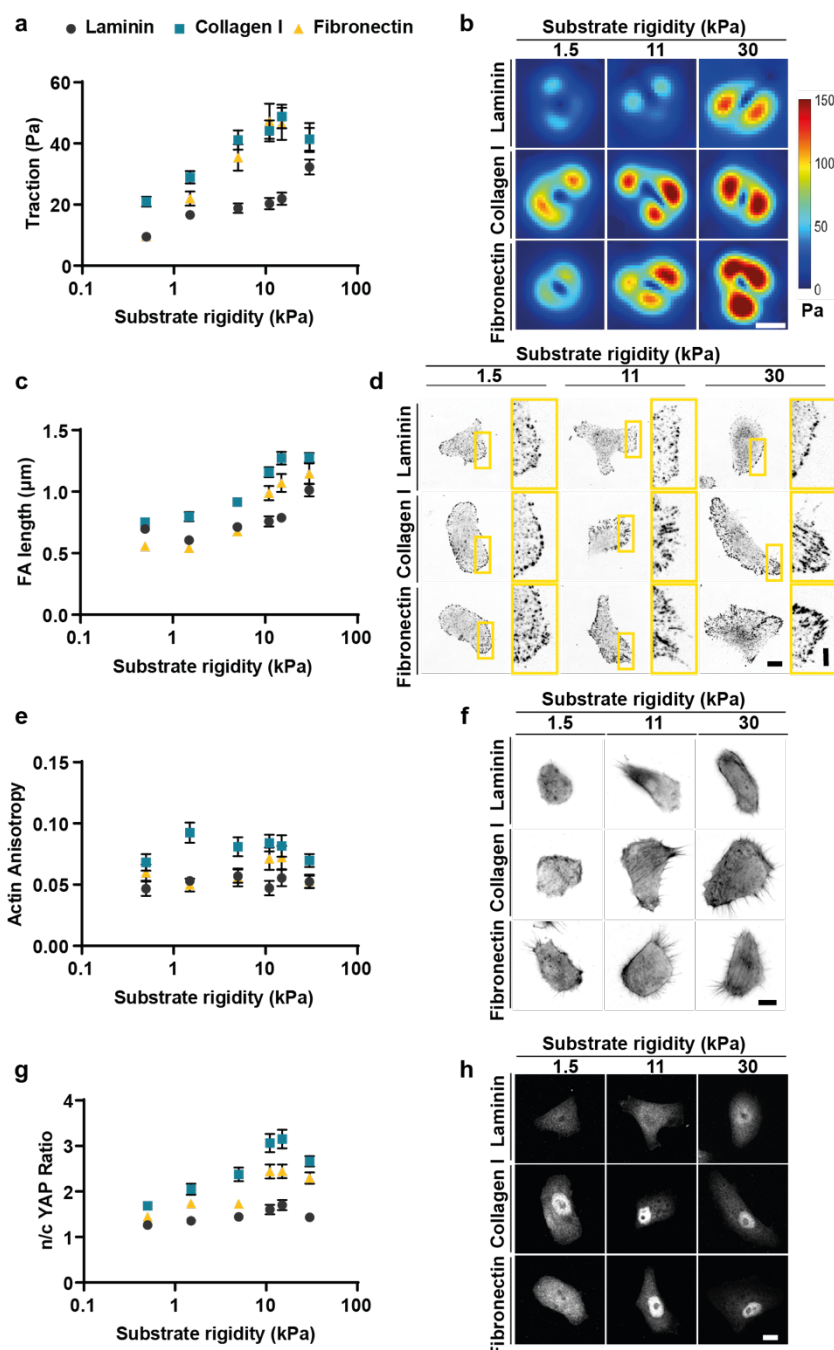 a
Laminin Collagen I Fibronectin
60
40
20
0
Traction (Pa)
0.1 1 10 100
Substrate rigidity (kPa)
b
Substrate rigidity (kPa)
1.5 11 30
Laminin
Collagen I
Fibronectin
150
100
50
0
Pa
c
1.5
1.0
0.5
0.0
FA length (µm)
0.1 1 10 100
Substrate rigidity (kPa)
d
Substrate rigidity (kPa)
1.5 11 30
Laminin
Collagen I
Fibronectin
e
0.15
0.10
0.05
0.00
Actin Anisotropy
0.1 1 10 100
Substrate rigidity (kPa)
f
Substrate rigidity (kPa)
1.5 11 30
Laminin
Collagen I
Fibronectin
g
4
3
2
1
0
n/c YAP Ratio
0.1 1 10 100
Substrate rigidity (kPa)
h
Substrate rigidity (kPa)
1.5 11 30
Laminin
Collagen I
Fibronectin